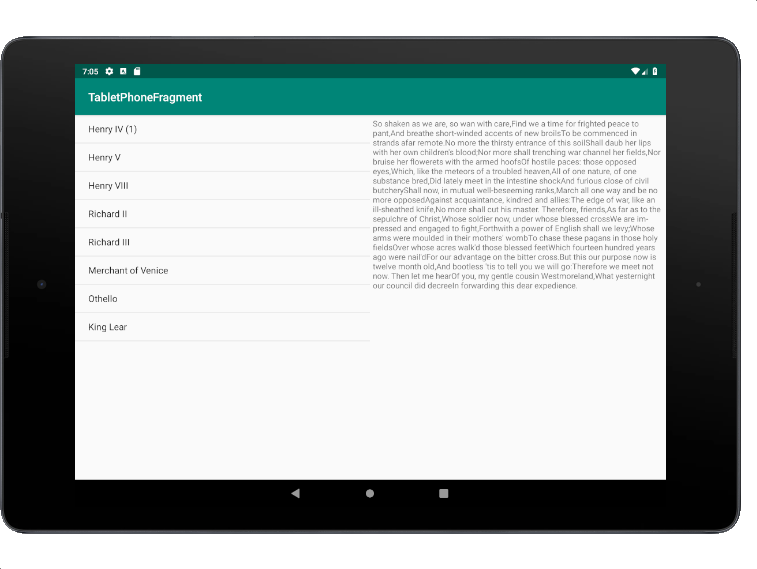 7:05
TabletPhoneFragment
Henry IV (1)
Henry V
Henry VIII
Richard II
Richard III
Merchant of Venice
Othello
King Lear
So shaken as we are, so wan with care,Find we a time for frighted peace to
pant,And breathe short-winded accents of new broilsTo be commenced in
strands afar remote.No more the thirsty entrance of this soilShall daub her lips
with her own children's blood;Nor more shall trenching war channel her fields,Nor
bruise her flowerets with the armed hoofsOf hostile paces: those opposed
eyes,Which, like the meteors of a troubled heaven,All of one nature, of one
substance bred,Did lately meet in the intestine shockAnd furious close of civil
butcheryShall now, in mutual well-beseeming ranks,March all one way and be no
more opposedAgainst acquaintance, kindred and allies:The edge of war, like an
ill-sheathed knife,No more shall cut his master. Therefore, friends,As far as to the
sepulchre of Christ,Whose soldier now, under whose blessed crossWe are im-
pressed and engaged to fight,Forthwith a power of English shall we levy;Whose
arms were moulded in their mothers' wombTo chase these pagans in those holy
fieldsOver whose acres walk'd those blessed feetWhich fourteen hundred years
ago were nail'dFor our advantage on the bitter cross.But this our purpose now is
twelve month old,And bootless 'tis to tell you we will go:Therefore we meet not
now. Then let me hearOf you, my gentle cousin Westmoreland,What yesternight
our council did decreeIn forwarding this dear expedience.